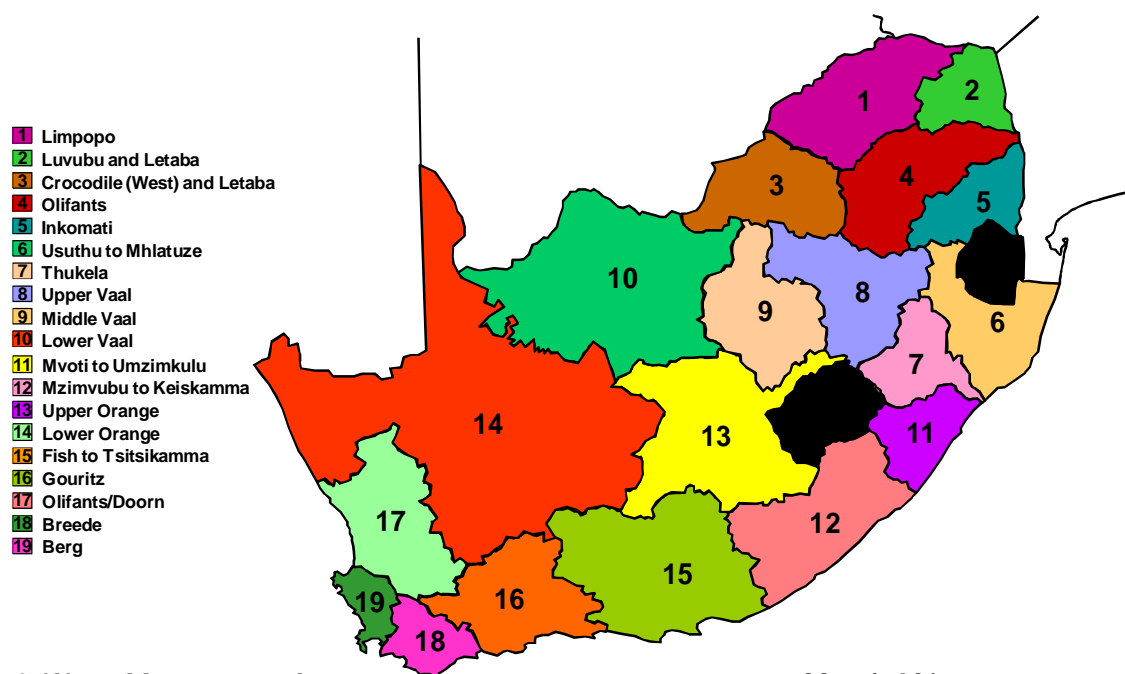 1 Limpopo
2 Luvubu and Letaba
3 Crocodile (West) and Letaba
4 Olifants
5 Inkomati
6 Usuthu to Mhlatuze
7 Thukela
8 Upper Vaal
9 Middle Vaal
10 Lower Vaal
11 Mvoti to Umzimkulu
12 Mzimvubu to Keiskamma
13 Upper Orange
14 Lower Orange
15 Fish to Tsitsikamma
16 Gouritz
17 Olifants/Doorn
18 Breede
19 Berg
1
2
3
4
5
10
9
8
6
7
14
13
11
17
12
15
16
19
18